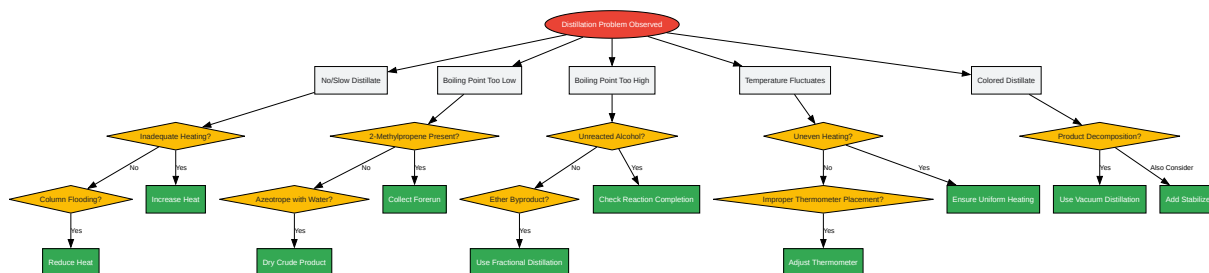 Distillation Problem Observed
No/Slow Distillate
Boiling Point Too Low
Boiling Point Too High
Temperature Fluctuates
Colored Distillate
Inadequate Heating?
2-Methylpropene Present?
Unreacted Alcohol?
Uneven Heating?
Product Decomposition?
No
Yes
No
Yes
No
Yes
No
Yes
Yes
Also Consider
Column Flooding?
Increase Heat
Azeotrope with Water?
Collect Forerun
Ether Byproduct?
Check Reaction Completion
Improper Thermometer Placement?
Ensure Uniform Heating
Use Vacuum Distillation
Add Stabilize
Yes
Yes
Yes
Yes
Reduce Heat
Dry Crude Product
Use Fractional Distillation
Adjust Thermometer